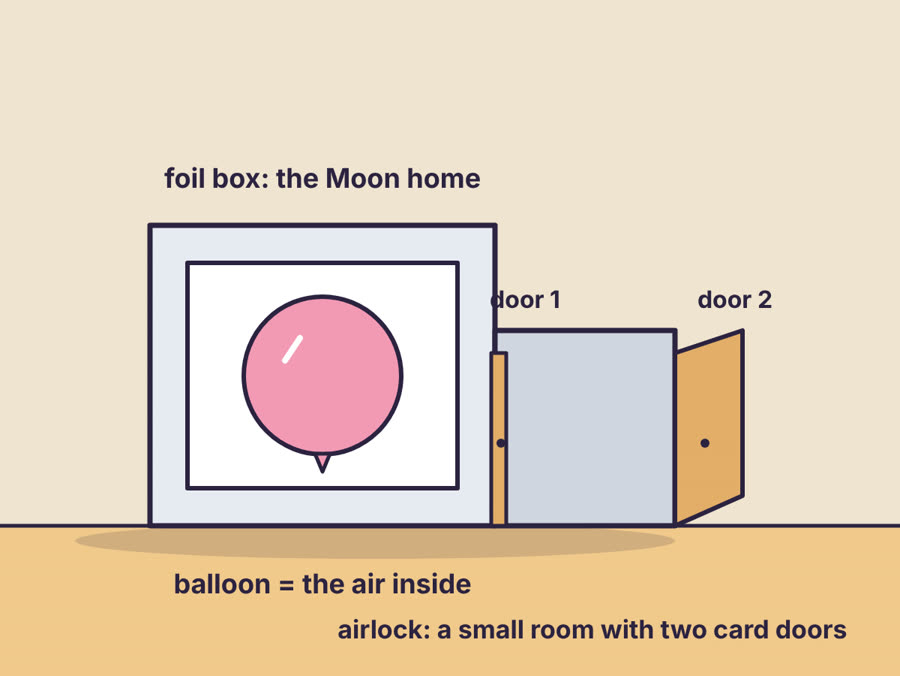 foil box: the Moon home
door 1
door 2
balloon = the air inside
airlock: a small room with two card doors